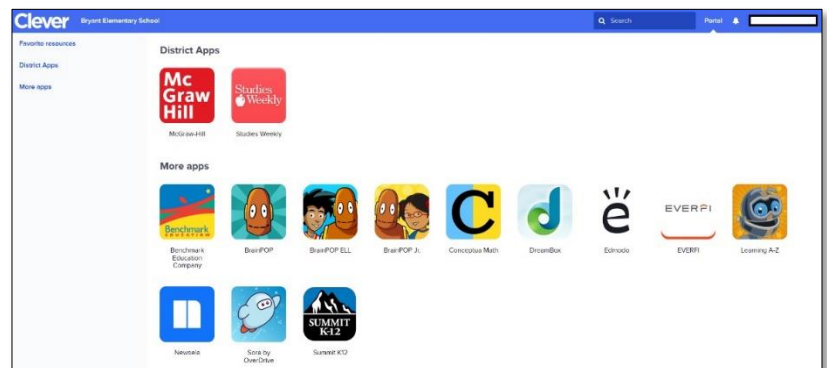 Clever Bryant Elementary School Search Portal
Favorite resources
District Apps
More apps
District Apps
Mc
Graw
Hill
Studies
Weekly
McGraw-Hill Studies Weekly
More apps
Benchmark
EDUCATION
C
d
ë
EVERFI
Benchmark
Education
Company
BrainPOP
BrainPOP ELL
BrainPOP Jr.
Conceptua Math
DreamBox
Edmodo
EVERFI
Learning A-Z
SUMMIT
K-12
Newsela
Sora by
OverDrive
Summit K12